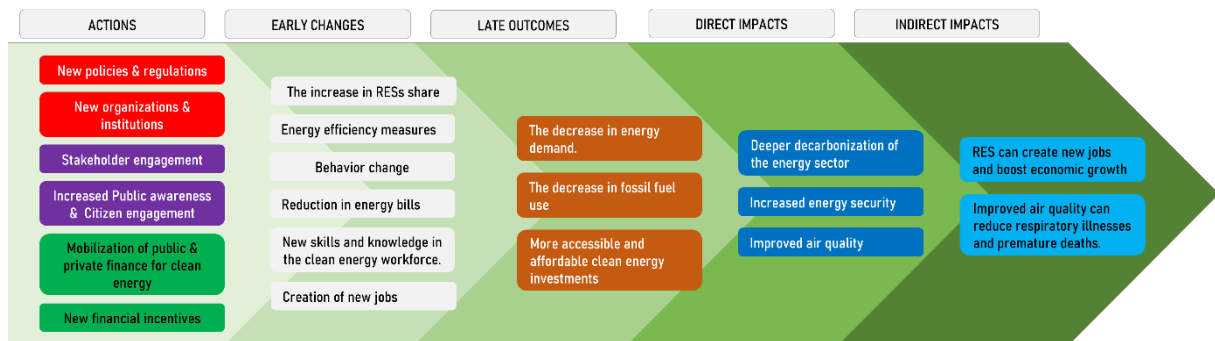 ACTIONS
EARLY CHANGES
LATE OUTCOMES
DIRECT IMPACTS
INDIRECT IMPACTS
New policies & regulations
New organizations &
institutions
Stakeholder engagement
Increased Public awareness
& Citizen engagement
Mobilization of public &
private finance for clean
energy
New financial incentives
The increase in RESs share
Energy efficiency measures
Behavior change
Reduction in energy bills
New skills and knowledge in
the clean energy workforce.
Creation of new jobs
The decrease in energy
demand.
The decrease in fossil fuel
use
More accessible and
affordable clean energy
investments
Deeper decarbonization of
the energy sector
Increased energy security
Improved air quality
RES can create new jobs
and boost economic growth
Improved air quality can
reduce respiratory illnesses
and premature deaths.